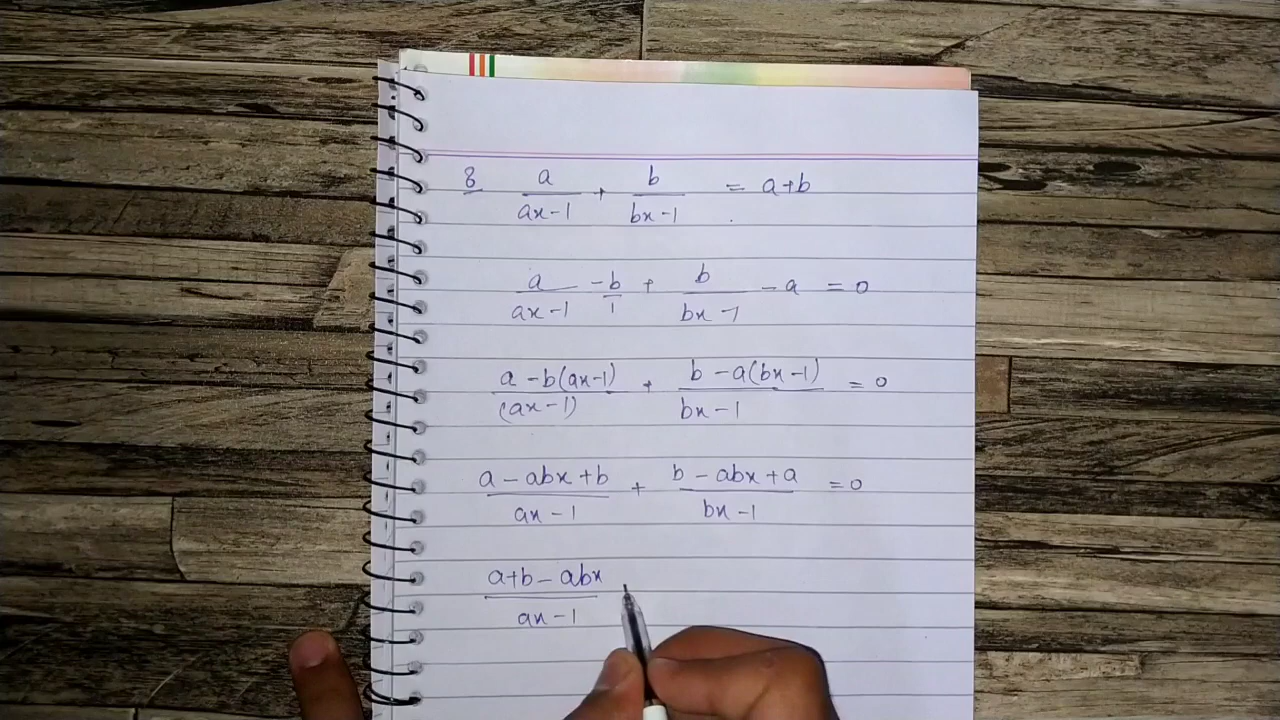 8 a/(ax-1) + b/(bx-1) = a+b
a/(ax-1) - b/1 + b/(bx-1) - a = 0
(a - b(ax-1))/(ax-1) + (b - a(bx-1))/(bx-1) = 0
(a - abx + b)/(ax-1) + (b - abx + a)/(bx-1) = 0
(a+b - abx)/(ax-1)